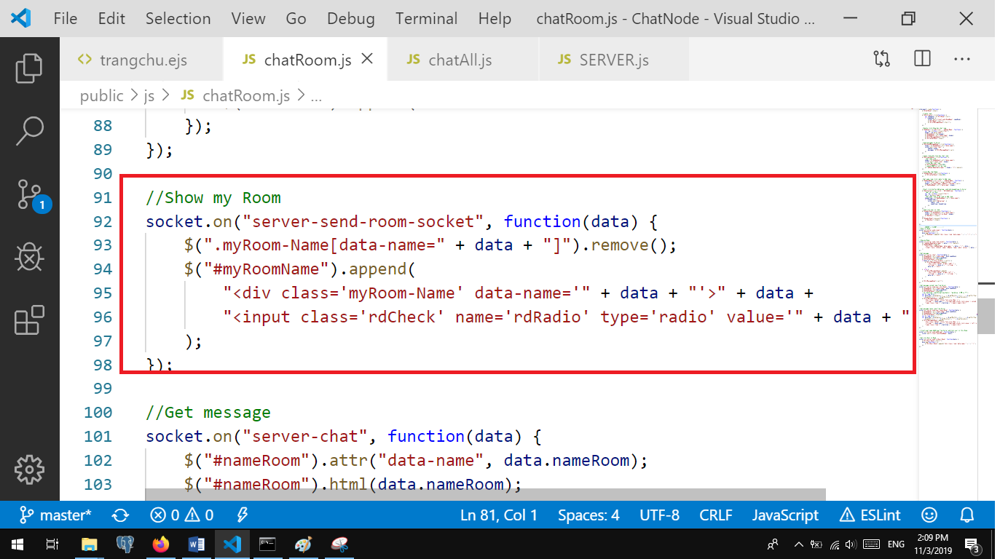 File Edit Selection View Go Debug Terminal Help chatRoom.js - ChatNode - Visual Studio ...
<> trangchu.ejs JS chatRoom.js JS chatAll.js JS SERVER.js ...
public > js > JS chatRoom.js > ...
88 });
89 });
90
91 //Show my Room
92 socket.on("server-send-room-socket", function(data) {
93 $(".myRoom-Name[data-name=" + data + "]").remove();
94 $("#myRoomName").append(
95 "<div class='myRoom-Name' data-name='" + data + "'>" + data +
96 "<input class='rdCheck' name='rdRadio' type='radio' value='" + data + "
97 );
98 });
99
100 //Get message
101 socket.on("server-chat", function(data) {
102 $("#nameRoom").attr("data-name", data.nameRoom);
103 $("#nameRoom").html(data.nameRoom);
1
master* 0 0 Ln 81, Col 1 Spaces: 4 UTF-8 CRLF JavaScript ESLint
ENG 2:09 PM
11/3/2019 3